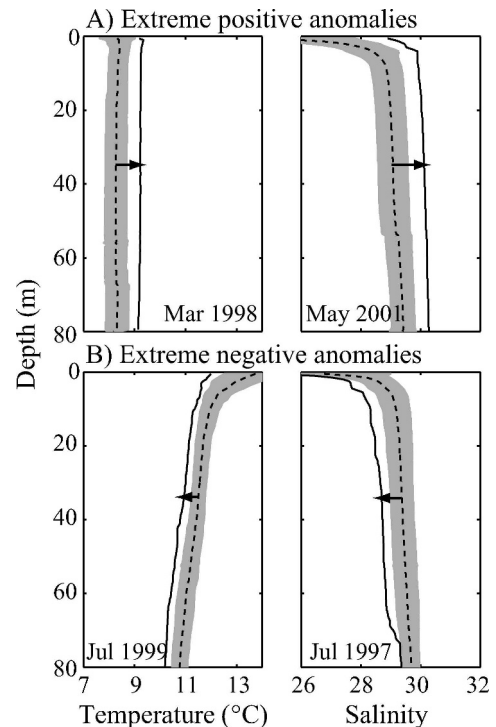 A) Extreme positive anomalies
0
20
40
60
80
Mar 1998
May 2001
Depth (m)
B) Extreme negative anomalies
0
20
40
60
80
Jul 1999
Jul 1997
7 9 11 13
26 28 30 32
Temperature (°C)
Salinity